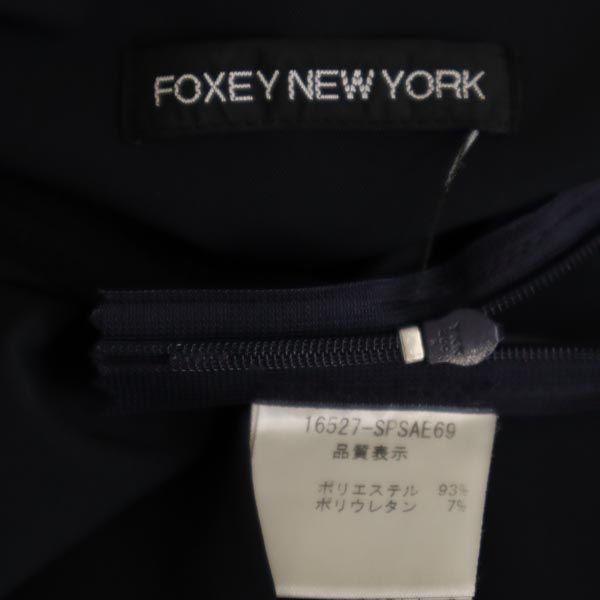 FOXEY NEW YORK
16527-SPSAE69
品質表示
ポリエステル 93%
ポリウレタン 7%